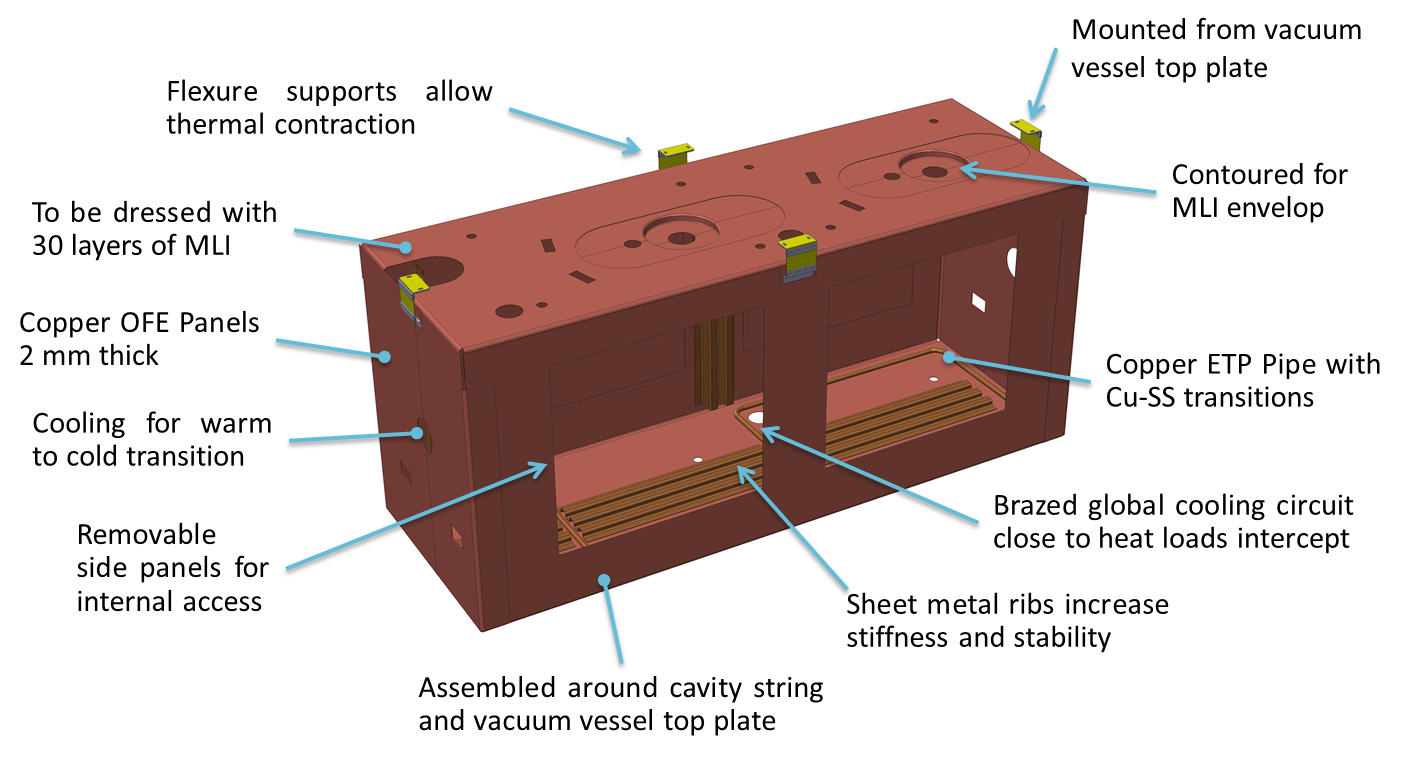 Mounted from vacuum
vessel top plate
Flexure supports allow
thermal contraction
Contoured for
MLI envelop
To be dressed with
30 layers of MLI
Copper OFE Panels
2 mm thick
Copper ETP Pipe with
Cu-SS transitions
Cooling for warm
to cold transition
Brazed global cooling circuit
close to heat loads intercept
Removable
side panels for
internal access
Sheet metal ribs increase
stiffness and stability
Assembled around cavity string
and vacuum vessel top plate